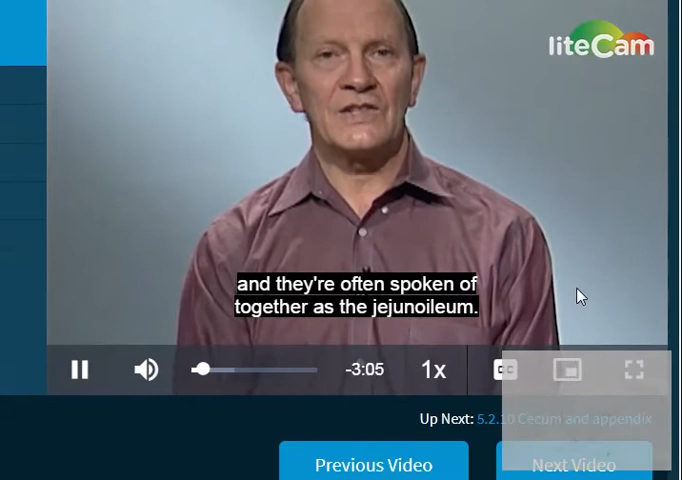 liteCam
and they're often spoken of
together as the jejunoileum.
-3:05
1x
CC
Up Next: 5.2.10 Cecum and appendix
Previous Video
Next Video